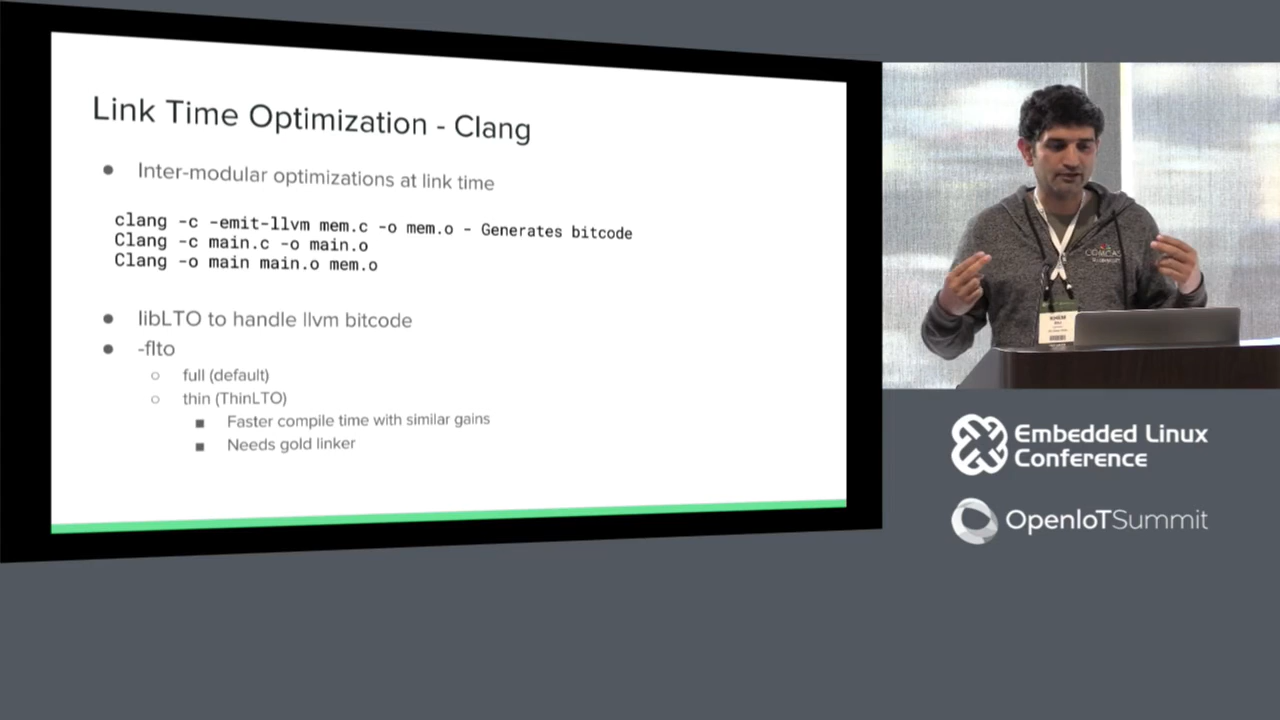 Link Time Optimization - Clang
● Inter-modular optimizations at link time
clang -c -emit-llvm mem.c -o mem.o - Generates bitcode
Clang -c main.c -o main.o
Clang -o main main.o mem.o
● libLTO to handle llvm bitcode
● -flto
○ full (default)
○ thin (ThinLTO)
■ Faster compile time with similar gains
■ Needs gold linker
COMCAST
KHEM
Embedded Linux
Conference
OpenIoTSummit